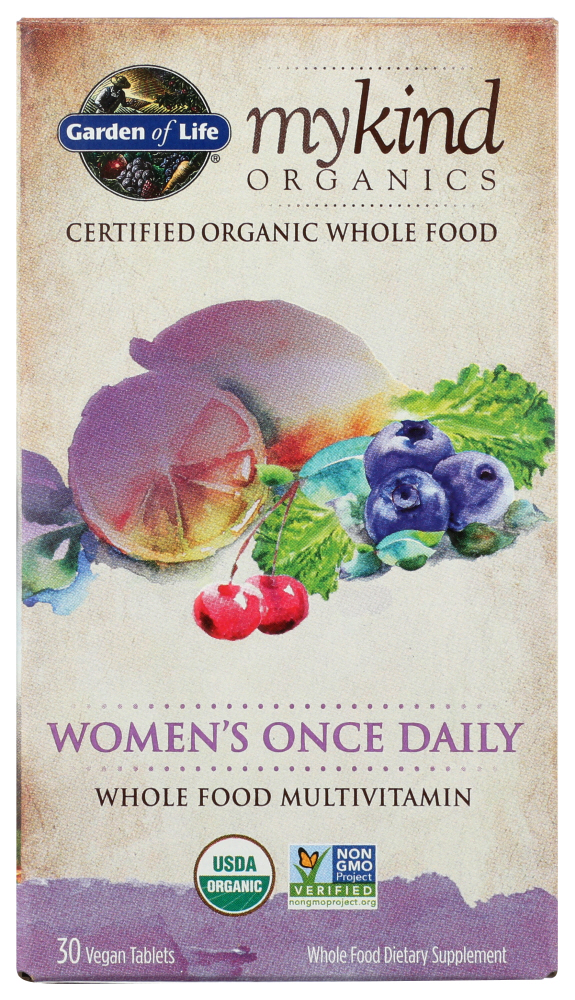 Garden of Life
®
mykind
ORGANICS
CERTIFIED ORGANIC WHOLE FOOD
WOMEN'S ONCE DAILY
WHOLE FOOD MULTIVITAMIN
USDA
ORGANIC
NON
GMO
Project
VERIFIED
nongmoproject.org
30 Vegan Tablets
Whole Food Dietary Supplement